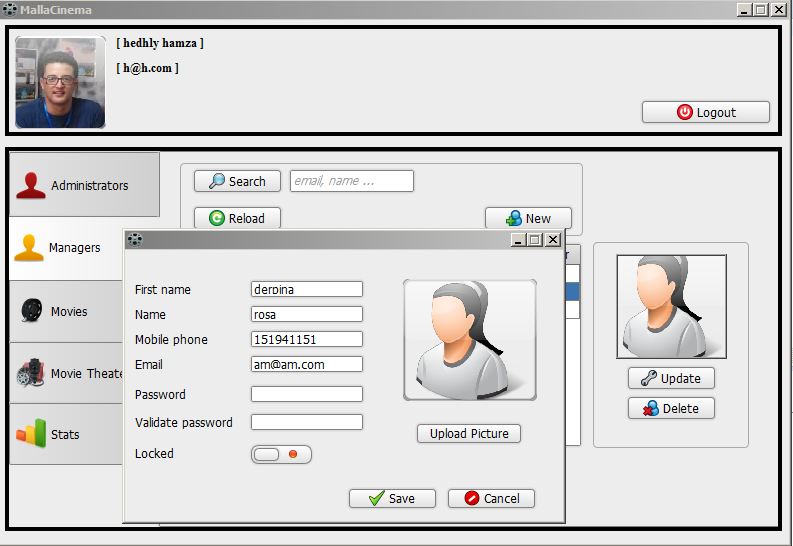 MallaCinema
[ hedhly hamza ]
[ h@h.com ]
Logout
Administrators
Managers
Movies
Movie Theate
Stats
Search
email, name ...
Reload
New
r
First name
derpina
Name
rosa
Mobile phone
151941151
Email
am@am.com
Password
Validate password
Locked
Upload Picture
Save
Cancel
Update
Delete